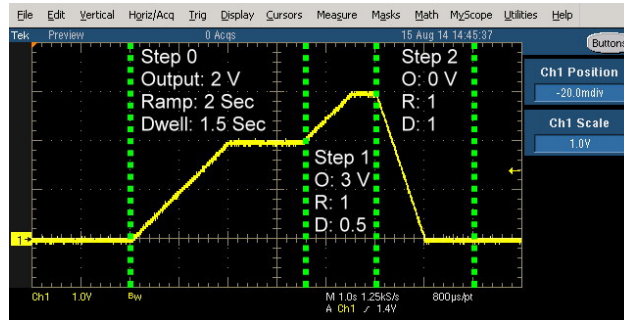 File Edit Vertical Horiz/Acq Trig Display Cursors Measure Masks Math MyScope Utilities Help
Tek Preview 0 Acqs 15 Aug 14 14:45:37
Buttons
Step 0
Output: 2 V
Ramp: 2 Sec
Dwell: 1.5 Sec
Step 2
O: 0 V
R: 1
D: 1
Step 1
O: 3 V
R: 1
D: 0.5
Ch1 Position
-20.0mdiv
Ch1 Scale
1.0V
1
Ch1 1.0V BW M 1.0s 1.25kS/s 800µs/pt
A Ch1 / 1.4V